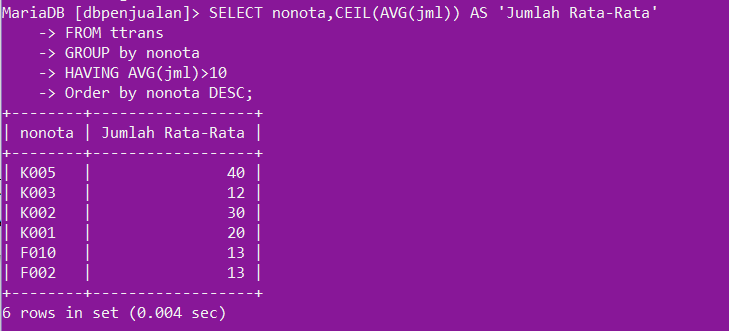 MariaDB [dbpenjualan]> SELECT nonota,CEIL(AVG(jml)) AS 'Jumlah Rata-Rata'
    -> FROM ttrans
    -> GROUP by nonota
    -> HAVING AVG(jml)>10
    -> Order by nonota DESC;
+--------+------------------+
| nonota | Jumlah Rata-Rata |
+--------+------------------+
| K005   |               40 |
| K003   |               12 |
| K002   |               30 |
| K001   |               20 |
| F010   |               13 |
| F002   |               13 |
+--------+------------------+
6 rows in set (0.004 sec)